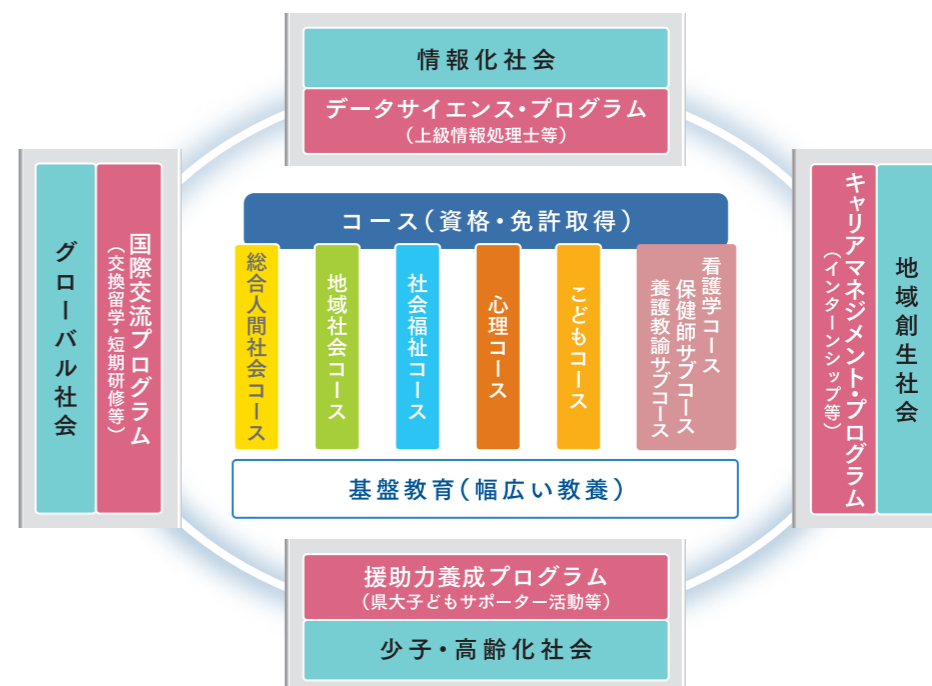 情報化社会
データサイエンス・プログラム
（上級情報処理士等）
グローバル社会
国際交流プログラム
（交換留学・短期研修等）
コース（資格・免許取得）
総合人間社会コース
地域社会コース
社会福祉コース
心理コース
こどもコース
看護学コース
保健師サブコース
養護教諭サブコース
基盤教育（幅広い教養）
キャリアマネジメント・プログラム
（インターンシップ等）
地域創生社会
援助力養成プログラム
（県大子どもサポーター活動等）
少子・高齢化社会